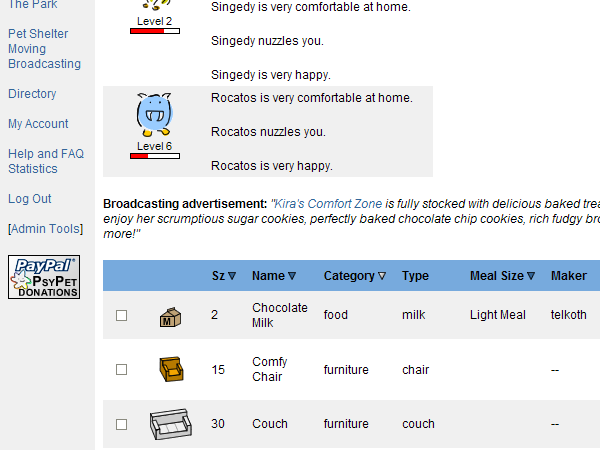 The Park
Pet Shelter
Moving
Broadcasting
Directory
My Account
Help and FAQ
Statistics
Log Out
[Admin Tools]
PayPal
PsyPet
DONATIONS
Singedy is very comfortable at home.
Level 2
Singedy nuzzles you.
Singedy is very happy.
Rocatos is very comfortable at home.
Rocatos nuzzles you.
Level 6
Rocatos is very happy.
Broadcasting advertisement: "Kira's Comfort Zone is fully stocked with delicious baked trea
enjoy her scrumptious sugar cookies, perfectly baked chocolate chip cookies, rich fudgy bro
more!"
Sz Name Category Type Meal Size Maker
M 2 Chocolate Milk food milk Light Meal telkoth
15 Comfy Chair furniture chair --
30 Couch furniture couch --